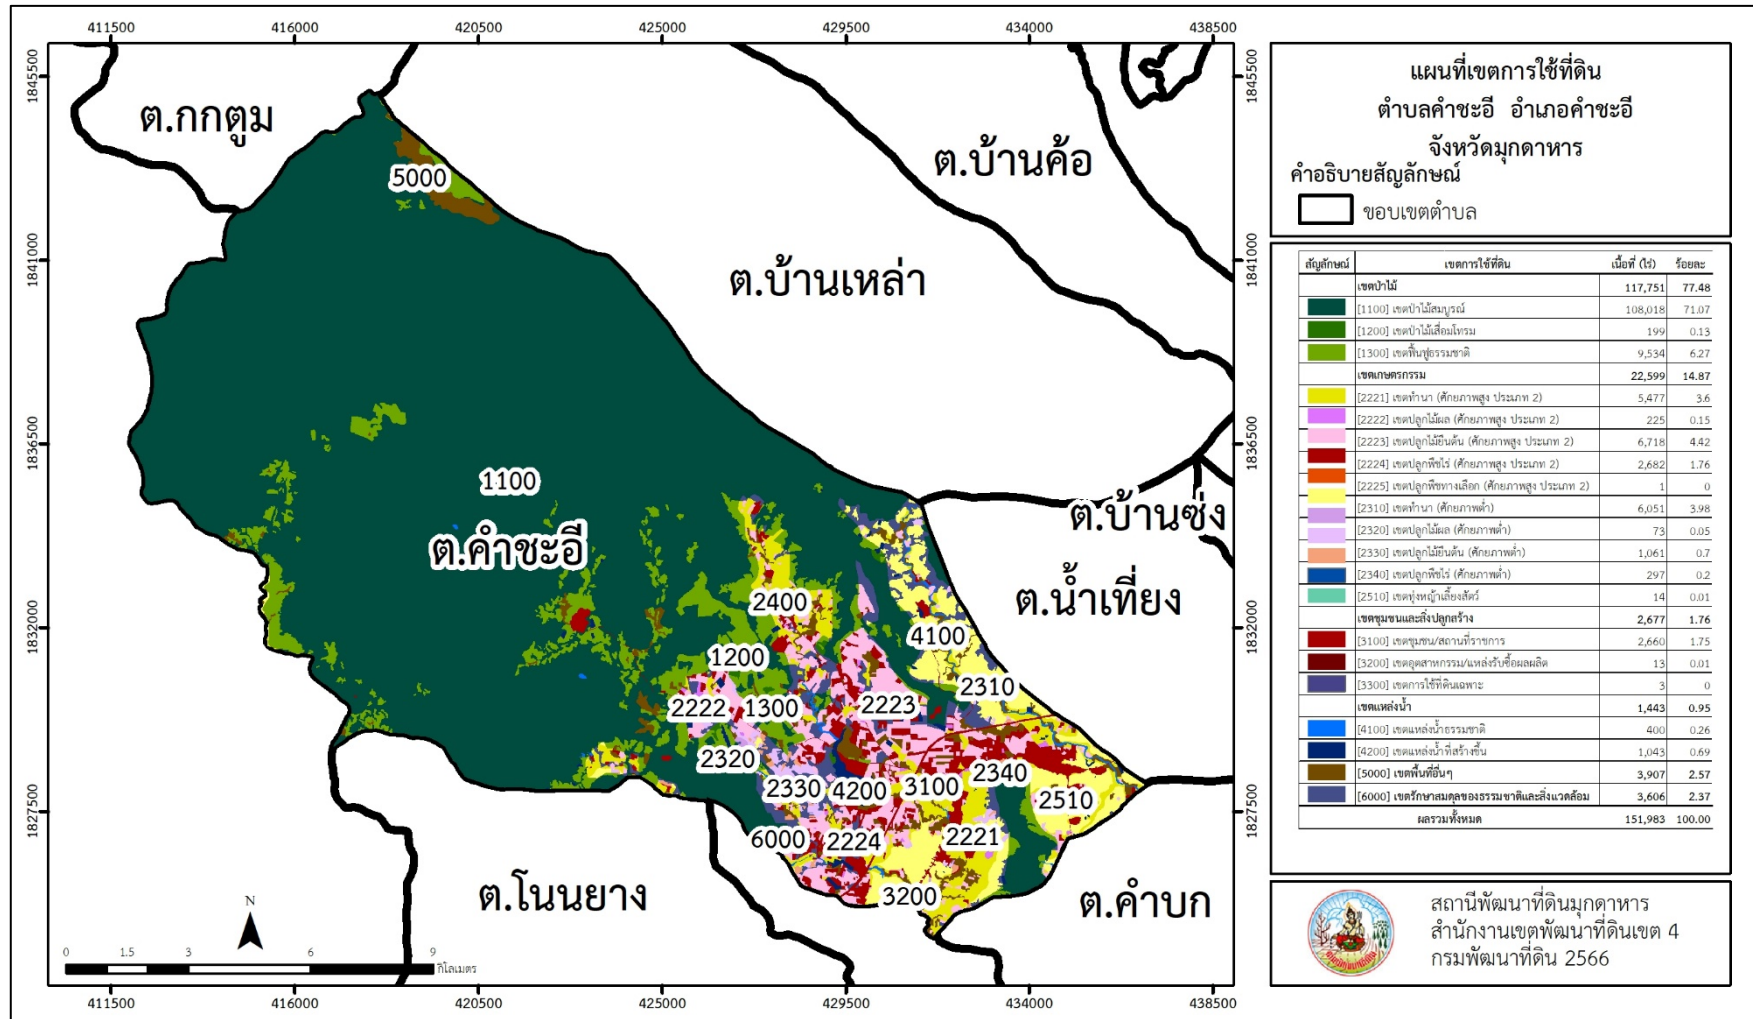 411500 416000 420500 425000 429500 434000 438500
1845500 1841000 1836500 1832000 1827500
ต.กกตูม
ต.บ้านค้อ
5000
ต.บ้านเหล่า
1100
ต.คำชะอี
ต.บ้านซ่ง
ต.น้ำเที่ยง
2400
4100
1200
2310
2222 1300 2223
2320
2340
2330 4200 3100
2510
6000 2224 2221
3200
ต.โนนยาง
ต.คำบก
N
0 1.5 3 6 9
กิโลเมตร
1845500 1841000 1836500 1832000 1827500
411500 416000 420500 425000 429500 434000 438500
แผนที่เขตการใช้ที่ดิน
ตำบลคำชะอี อำเภอคำชะอี
จังหวัดมุกดาหาร
คำอธิบายสัญลักษณ์
ขอบเขตตำบล
สัญลักษณ์ เขตการใช้ที่ดิน เนื้อที่ (ไร่) ร้อยละ
เขตป่าไม้ 117,751 77.48
[1100] เขตป่าไม้สมบูรณ์ 108,018 71.07
[1200] เขตป่าไม้เสื่อมโทรม 199 0.13
[1300] เขตฟื้นฟูธรรมชาติ 9,534 6.27
เขตเกษตรกรรม 22,599 14.87
[2221] เขตทำนา (ศักยภาพสูง ประเภท 2) 5,477 3.6
[2222] เขตปลูกไม้ผล (ศักยภาพสูง ประเภท 2) 225 0.15
[2223] เขตปลูกไม้ยืนต้น (ศักยภาพสูง ประเภท 2) 6,718 4.42
[2224] เขตปลูกพืชไร่ (ศักยภาพสูง ประเภท 2) 2,682 1.76
[2225] เขตปลูกพืชทางเลือก (ศักยภาพสูง ประเภท 2) 1 0
[2310] เขตทำนา (ศักยภาพต่ำ) 6,051 3.98
[2320] เขตปลูกไม้ผล (ศักยภาพต่ำ) 73 0.05
[2330] เขตปลูกไม้ยืนต้น (ศักยภาพต่ำ) 1,061 0.7
[2340] เขตปลูกพืชไร่ (ศักยภาพต่ำ) 297 0.2
[2510] เขตทุ่งหญ้าเลี้ยงสัตว์ 14 0.01
เขตชุมชนและสิ่งปลูกสร้าง 2,677 1.76
[3100] เขตชุมชน/สถานที่ราชการ 2,660 1.75
[3200] เขตอุตสาหกรรม/แหล่งรับซื้อผลผลิต 13 0.01
[3300] เขตการใช้ที่ดินเฉพาะ 3 0
เขตแหล่งน้ำ 1,443 0.95
[4100] เขตแหล่งน้ำธรรมชาติ 400 0.26
[4200] เขตแหล่งน้ำที่สร้างขึ้น 1,043 0.69
[5000] เขตพื้นที่อื่นๆ 3,907 2.57
[6000] เขตรักษาสมดุลของธรรมชาติและสิ่งแวดล้อม 3,606 2.37
ผลรวมทั้งหมด 151,983 100.00
สถานีพัฒนาที่ดินมุกดาหาร
สำนักงานเขตพัฒนาที่ดินเขต 4
กรมพัฒนาที่ดิน 2566